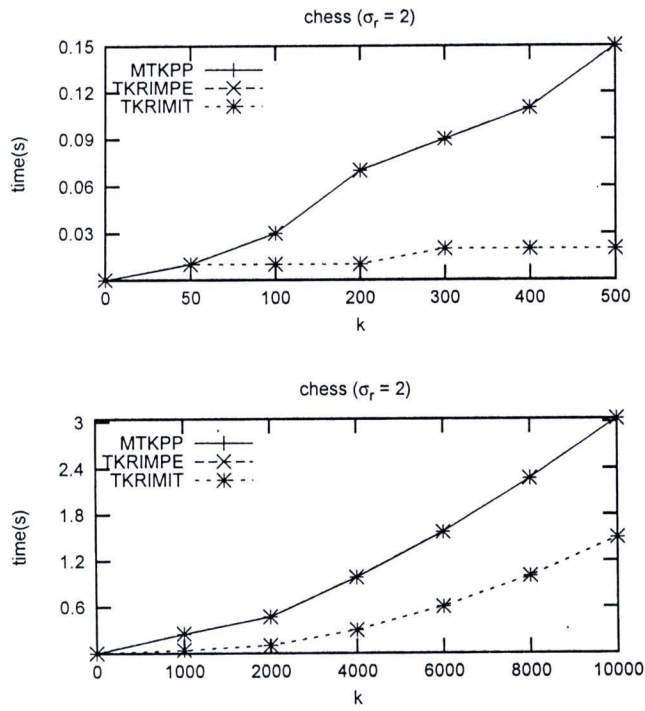 chess (σr = 2)
0.15
MTKPP
0.12
TKRIMPE
TKRIMIT
0.09
time(s)
0.06
0.03
0 50 100 200 300 400 500
k
chess (σr = 2)
3
MTKPP
TKRIMPE
2.4
TKRIMIT
1.8
time(s)
1.2
0.6
0 1000 2000 4000 6000 8000 10000
k